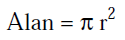 Alan = π r²